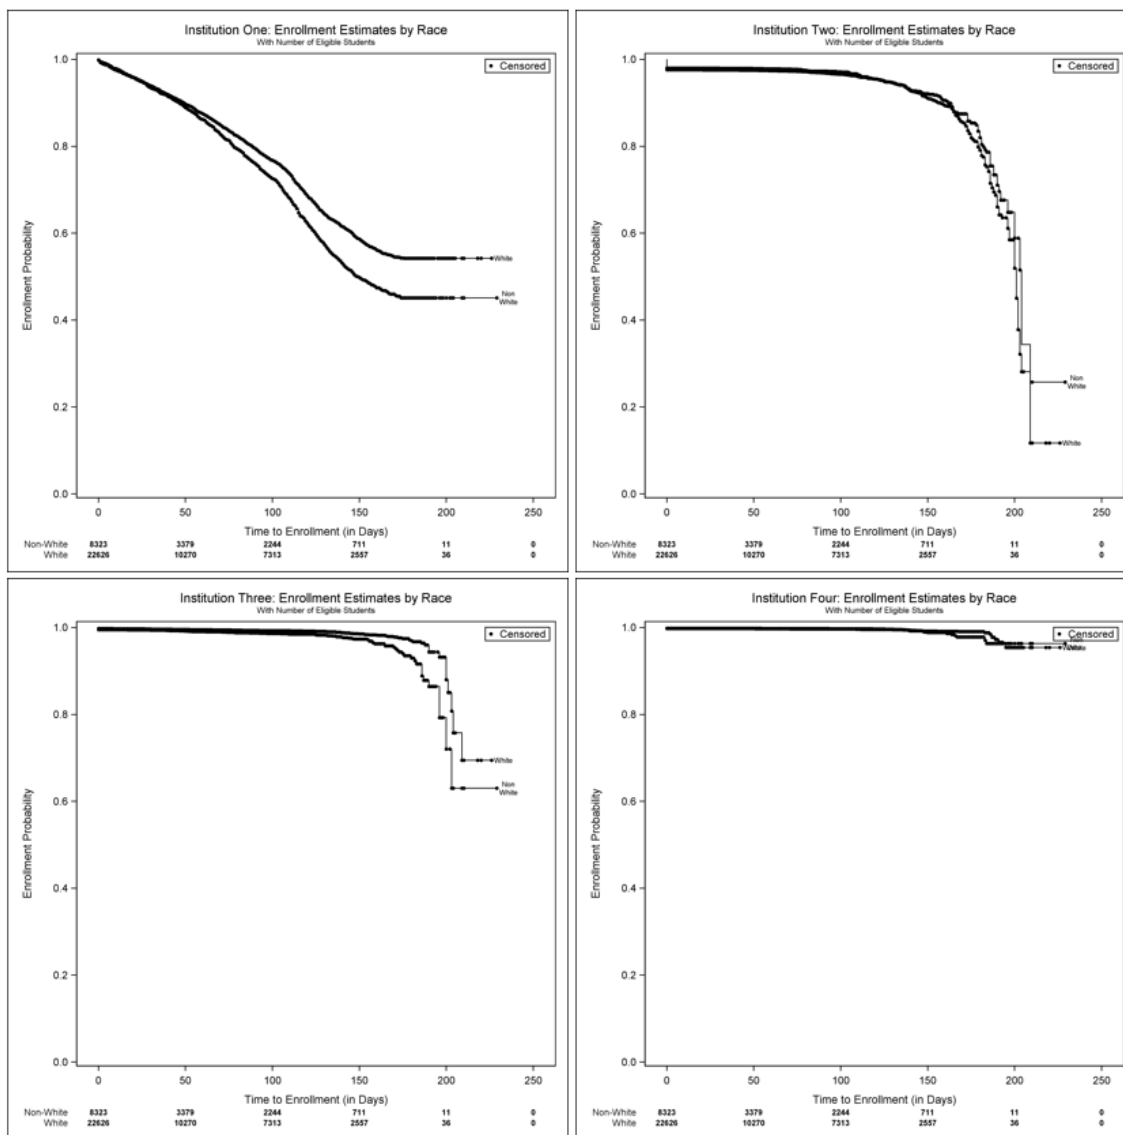 Institution One: Enrollment Estimates by Race
With Number of Eligible Students
Censored
1.0
0.8
0.6
0.4
0.2
0.0
Enrollment Probability
White
Non
White
0 50 100 150 200 250
Time to Enrollment (in Days)
Non-White 8323 3379 2244 711 11 0
White 22626 10270 7313 2557 36 0
Institution Two: Enrollment Estimates by Race
With Number of Eligible Students
Censored
1.0
0.8
0.6
0.4
0.2
0.0
Enrollment Probability
Non
White
White
0 50 100 150 200 250
Time to Enrollment (in Days)
Non-White 8323 3379 2244 711 11 0
White 22626 10270 7313 2557 36 0
Institution Three: Enrollment Estimates by Race
With Number of Eligible Students
Censored
1.0
0.8
0.6
0.4
0.2
0.0
Enrollment Probability
White
Non
White
0 50 100 150 200 250
Time to Enrollment (in Days)
Non-White 8323 3379 2244 711 11 0
White 22626 10270 7313 2557 36 0
Institution Four: Enrollment Estimates by Race
With Number of Eligible Students
Censored
1.0
0.8
0.6
0.4
0.2
0.0
Enrollment Probability
0 50 100 150 200 250
Time to Enrollment (in Days)
Non-White 8323 3379 2244 711 11 0
White 22626 10270 7313 2557 36 0